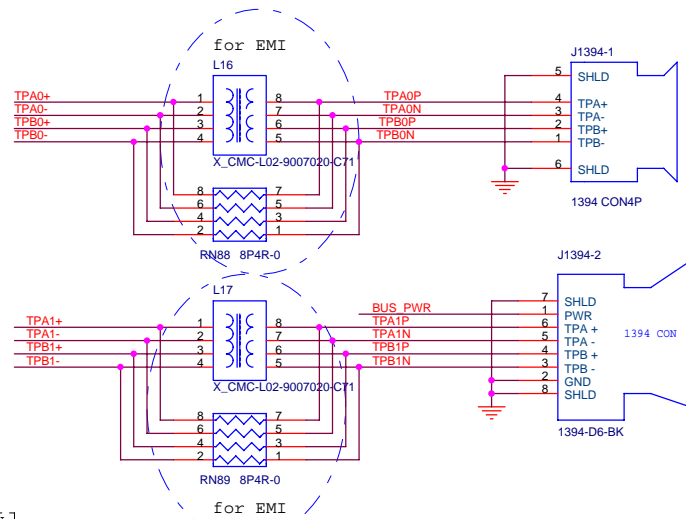 for EMI
L16
J1394-1
TPA0+
TPA0-
TPB0+
TPB0-
1
2
3
4
8
7
6
5
TPA0P
TPA0N
TPB0P
TPB0N
5 SHLD
4 TPA+
3 TPA-
2 TPB+
1 TPB-
6 SHLD
X_CMC-L02-9007020-C71
8 7
6 5
4 3
2 1
RN88 8P4R-0
1394 CON4P
J1394-2
L17
TPA1+
TPA1-
TPB1+
TPB1-
1
2
3
4
8
7
6
5
BUS_PWR
TPA1P
TPA1N
TPB1P
TPB1N
7 SHLD
1 PWR
6 TPA +
5 TPA -
4 TPB +
3 TPB -
2 GND
8 SHLD
1394 CON
X_CMC-L02-9007020-C71
8 7
6 5
4 3
2 1
RN89 8P4R-0
1394-D6-BK
for EMI